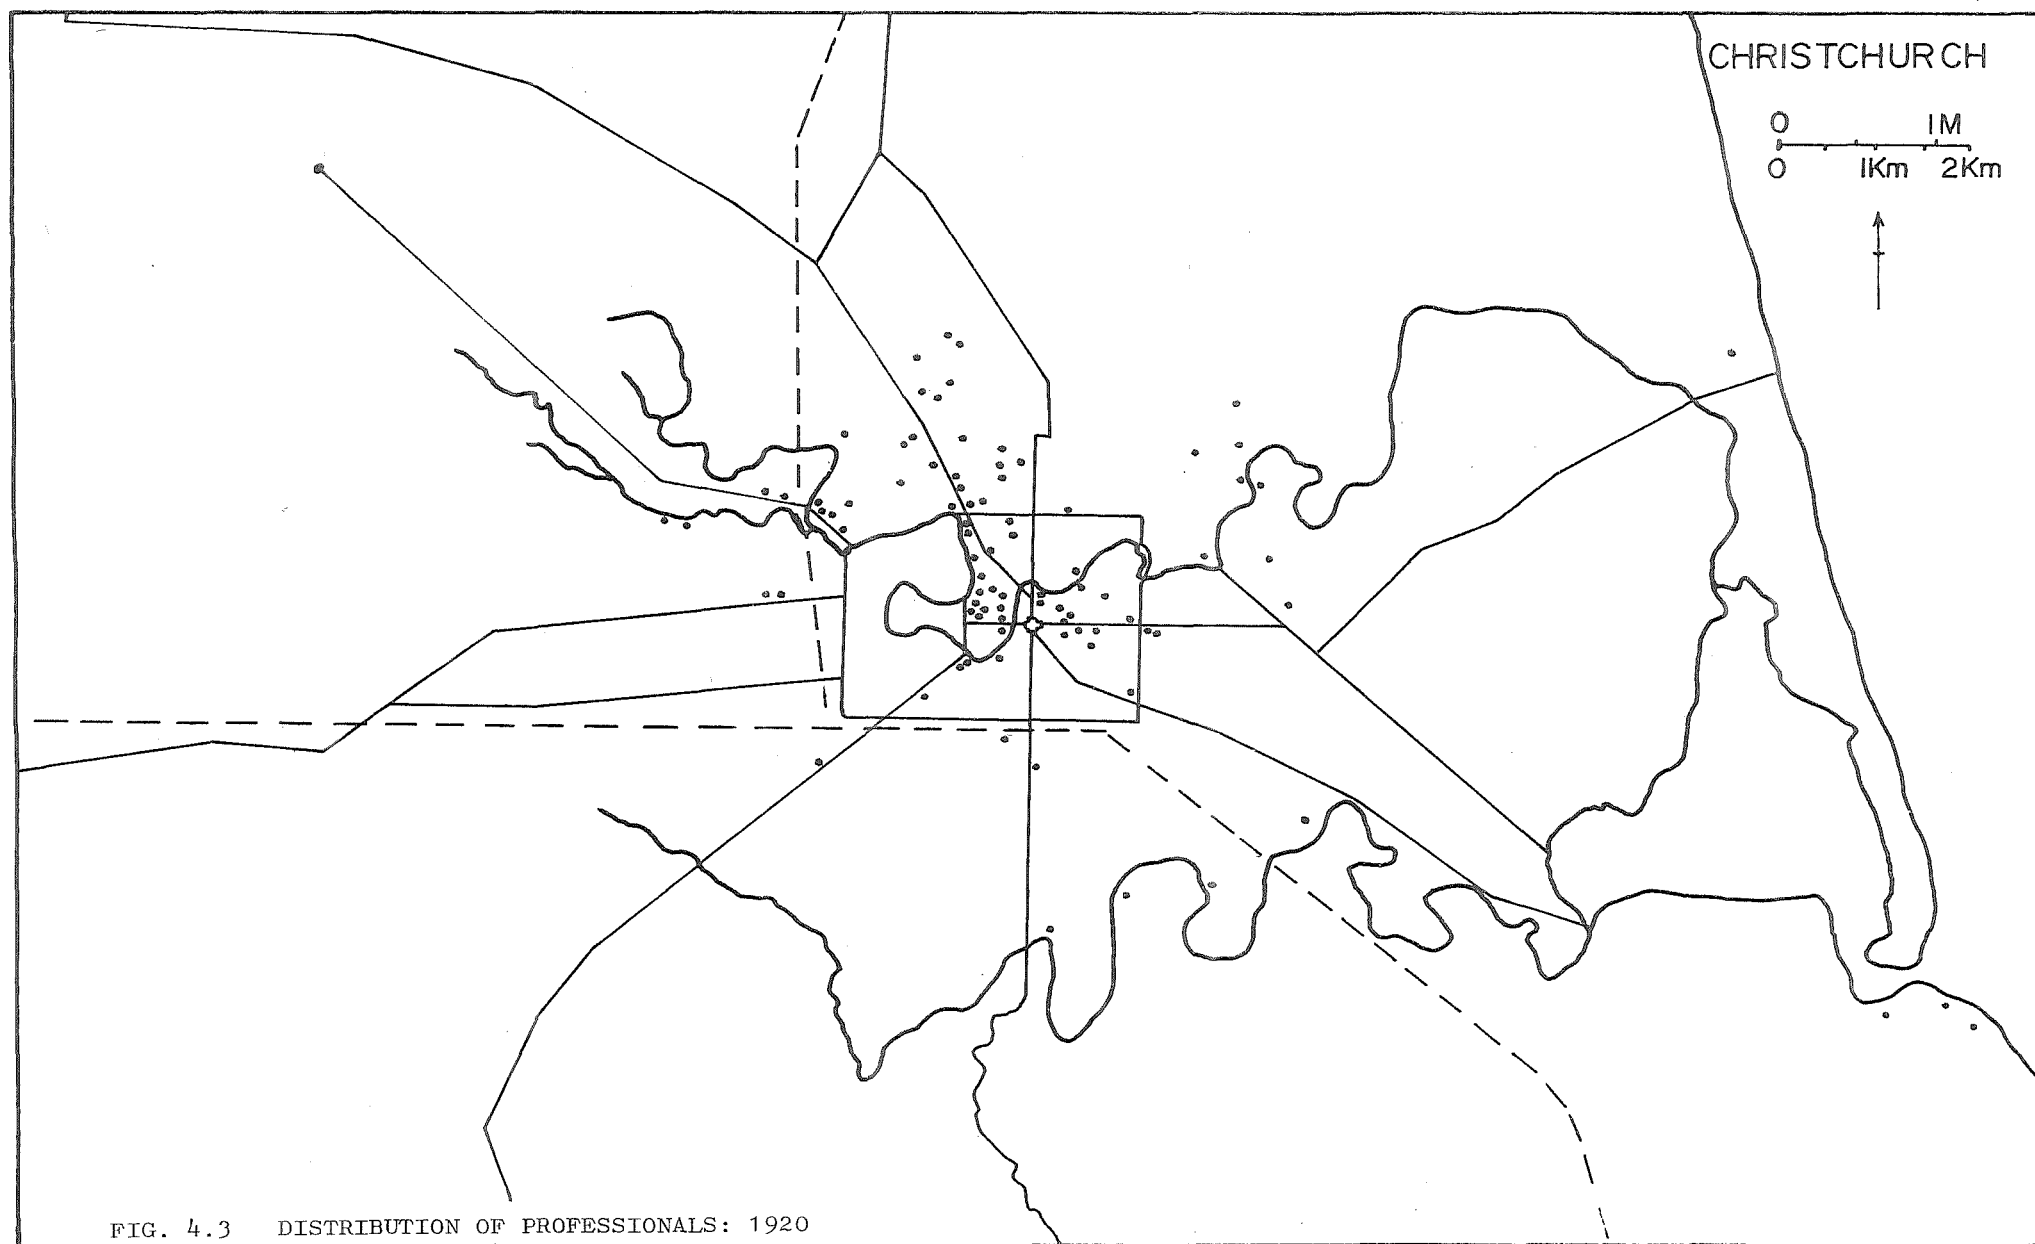 CHRISTCHURCH
0 1M
0 1Km 2Km
FIG. 4.3 DISTRIBUTION OF PROFESSIONALS: 1920